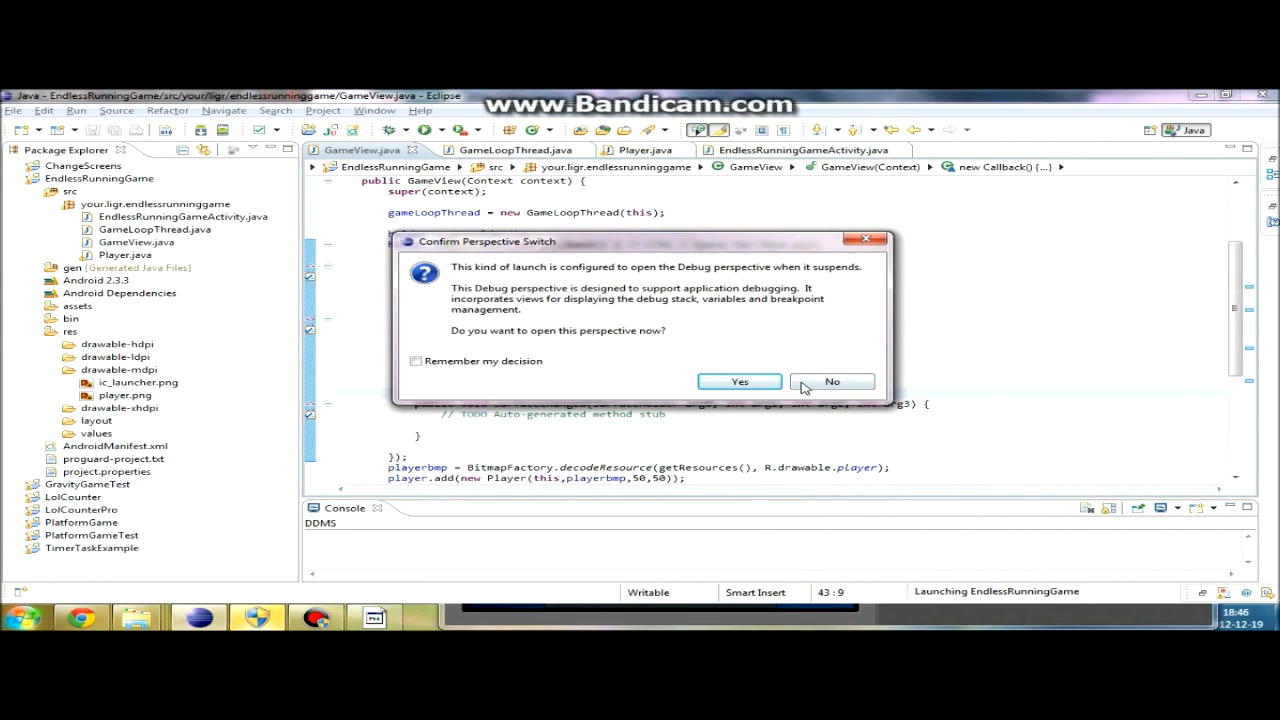 Java - EndlessRunningGame/src/your/ligr/endlessrunninggame/GameView.java - Eclipse
www.Bandicam.com
File Edit Run Source Refactor Navigate Search Project Window Help
Java
Package Explorer
GameView.java GameLoopThread.java Player.java EndlessRunningGameActivity.java
EndlessRunningGame src your.ligr.endlessrunninggame GameView GameView(Context) new Callback() {...}
ChangeScreens
EndlessRunningGame
src
your.ligr.endlessrunninggame
EndlessRunningGameActivity.java
GameLoopThread.java
GameView.java
Player.java
gen [Generated Java Files]
Android 2.3.3
Android Dependencies
assets
bin
res
drawable-hdpi
drawable-ldpi
drawable-mdpi
ic_launcher.png
player.png
drawable-xhdpi
layout
values
AndroidManifest.xml
proguard-project.txt
project.properties
GravityGameTest
LolCounter
LolCounterPro
PlatformGame
PlatformGameTest
TimerTaskExample
public GameView(Context context) {
super(context);
gameLoopThread = new GameLoopThread(this);
Confirm Perspective Switch
This kind of launch is configured to open the Debug perspective when it suspends.
This Debug perspective is designed to support application debugging. It
incorporates views for displaying the debug stack, variables and breakpoint
management.
Do you want to open this perspective now?
Remember my decision
Yes No
// TODO Auto-generated method stub
}
});
playerbmp = BitmapFactory.decodeResource(getResources(), R.drawable.player);
player.add(new Player(this,playerbmp,50,50));
Console
DDMS
Writable Smart Insert 43 : 9 Launching EndlessRunningGame
18:46
12-12-19